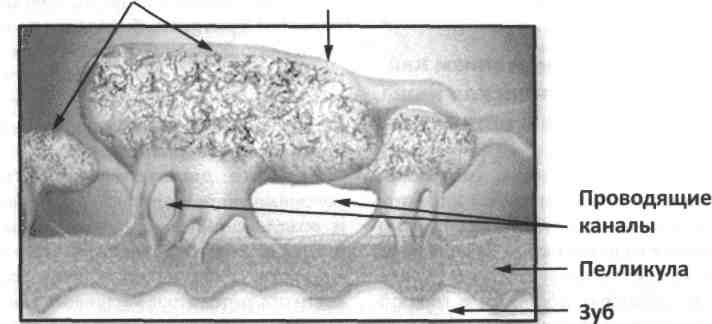 Проводящие
каналы
Пелликула
Зуб